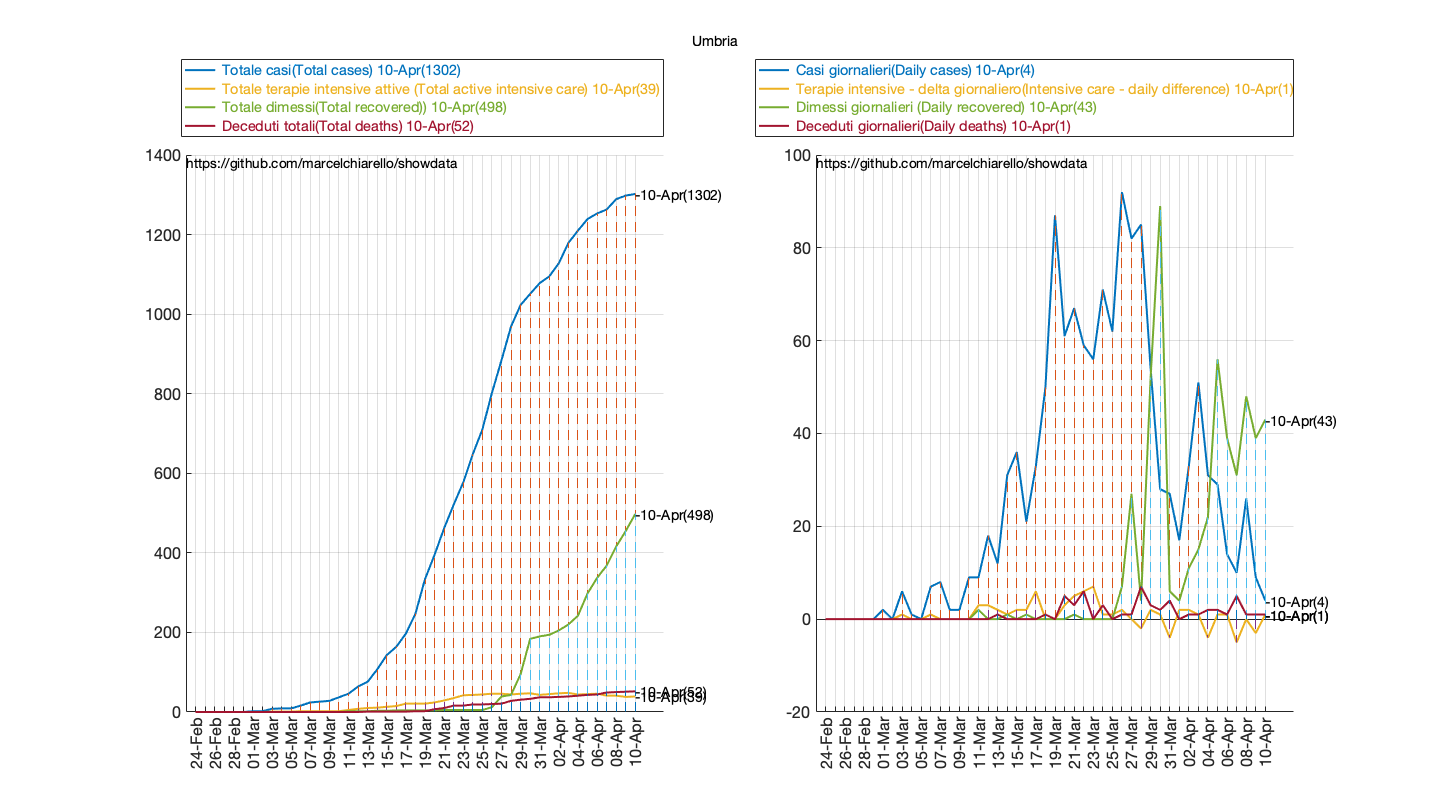 Umbria
Totale casi(Total cases) 10-Apr(1302)
Totale terapie intensive attive (Total active intensive care) 10-Apr(39)
Totale dimessi(Total recovered)) 10-Apr(498)
Deceduti totali(Total deaths) 10-Apr(52)
Casi giornalieri(Daily cases) 10-Apr(4)
Terapie intensive - delta giornaliero(Intensive care - daily difference) 10-Apr(1)
Dimessi giornalieri (Daily recovered) 10-Apr(43)
Deceduti giornalieri(Daily deaths) 10-Apr(1)
https://github.com/marcelchiarello/showdata
1400
1200
1000
800
600
400
200
0
10-Apr(1302)
10-Apr(498)
10-Apr(52)
10-Apr(39)
24-Feb
26-Feb
28-Feb
01-Mar
03-Mar
05-Mar
07-Mar
09-Mar
11-Mar
13-Mar
15-Mar
17-Mar
19-Mar
21-Mar
23-Mar
25-Mar
27-Mar
29-Mar
31-Mar
02-Apr
04-Apr
06-Apr
08-Apr
10-Apr
https://github.com/marcelchiarello/showdata
100
80
60
40
20
0
-20
10-Apr(43)
10-Apr(4)
10-Apr(1)
24-Feb
26-Feb
28-Feb
01-Mar
03-Mar
05-Mar
07-Mar
09-Mar
11-Mar
13-Mar
15-Mar
17-Mar
19-Mar
21-Mar
23-Mar
25-Mar
27-Mar
29-Mar
31-Mar
02-Apr
04-Apr
06-Apr
08-Apr
10-Apr